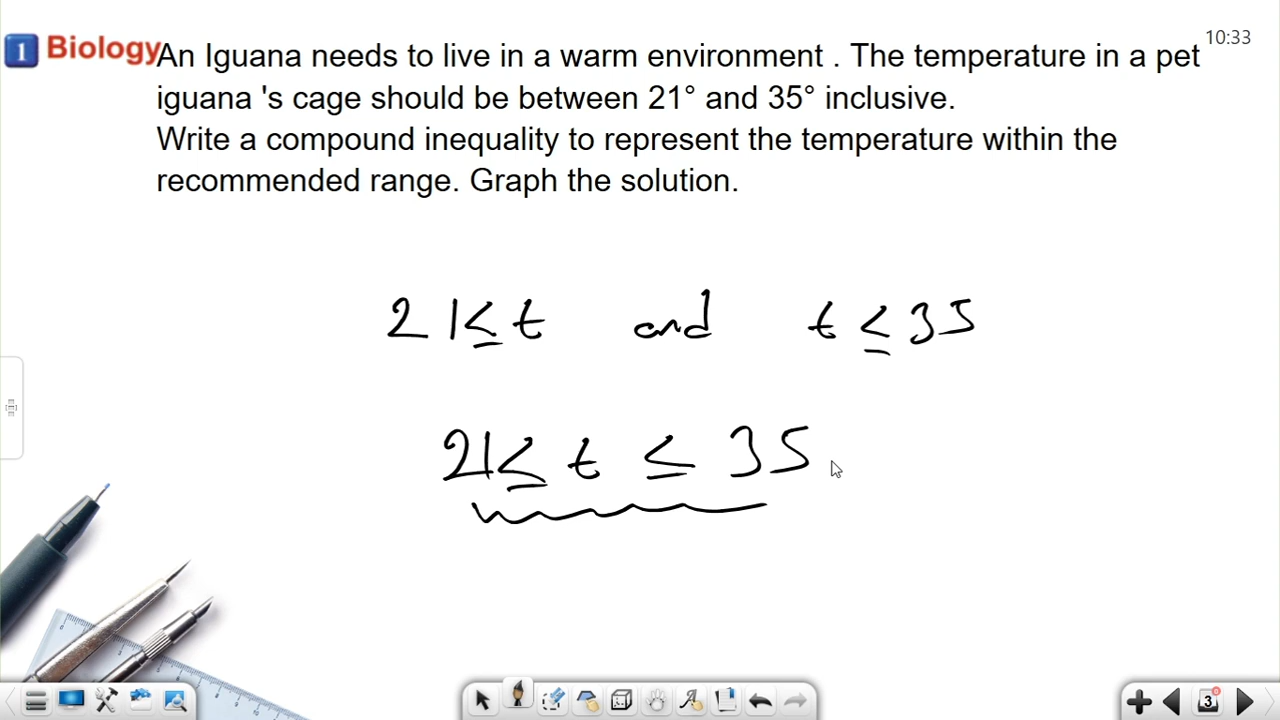 10:33
1 Biology An Iguana needs to live in a warm environment . The temperature in a pet
iguana 's cage should be between 21° and 35° inclusive.
Write a compound inequality to represent the temperature within the
recommended range. Graph the solution.
21≤ t and t ≤ 35
21≤ t ≤ 35
3